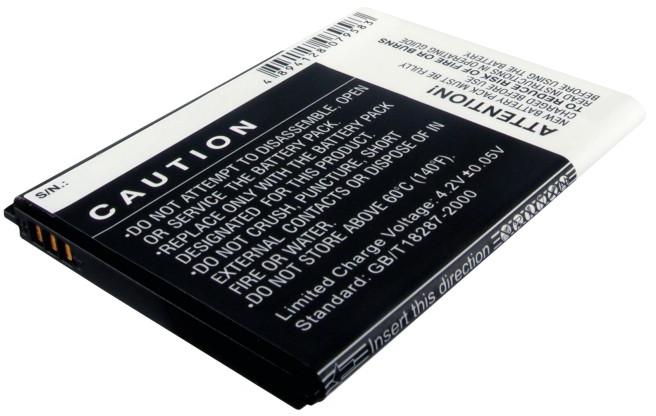 4894128079583
ATTENTION!
NEW BATTERY PACK MUST BE FULLY
CHARGED BEFORE USE.
TO REDUCE RISK OF FIRE OR BURNS
READ INSTRUCTIONS IN OPERATING GUIDE
BEFORE USING THE BATTERY.
S/N.:
CAUTION
•DO NOT ATTEMPT TO DISASSEMBLE, OPEN
OR SERVICE THE BATTERY PACK.
•REPLACE ONLY WITH THE BATTERY PACK
DESIGNATED FOR THIS PRODUCT.
•DO NOT CRUSH, PUNCTURE, SHORT
EXTERNAL CONTACTS OR DISPOSE OF IN
FIRE OR WATER.
•DO NOT STORE ABOVE 60°C (140°F).
Limited Charge Voltage: 4.2V±0.05V
Standard: GB/T18287-2000
Insert this direction